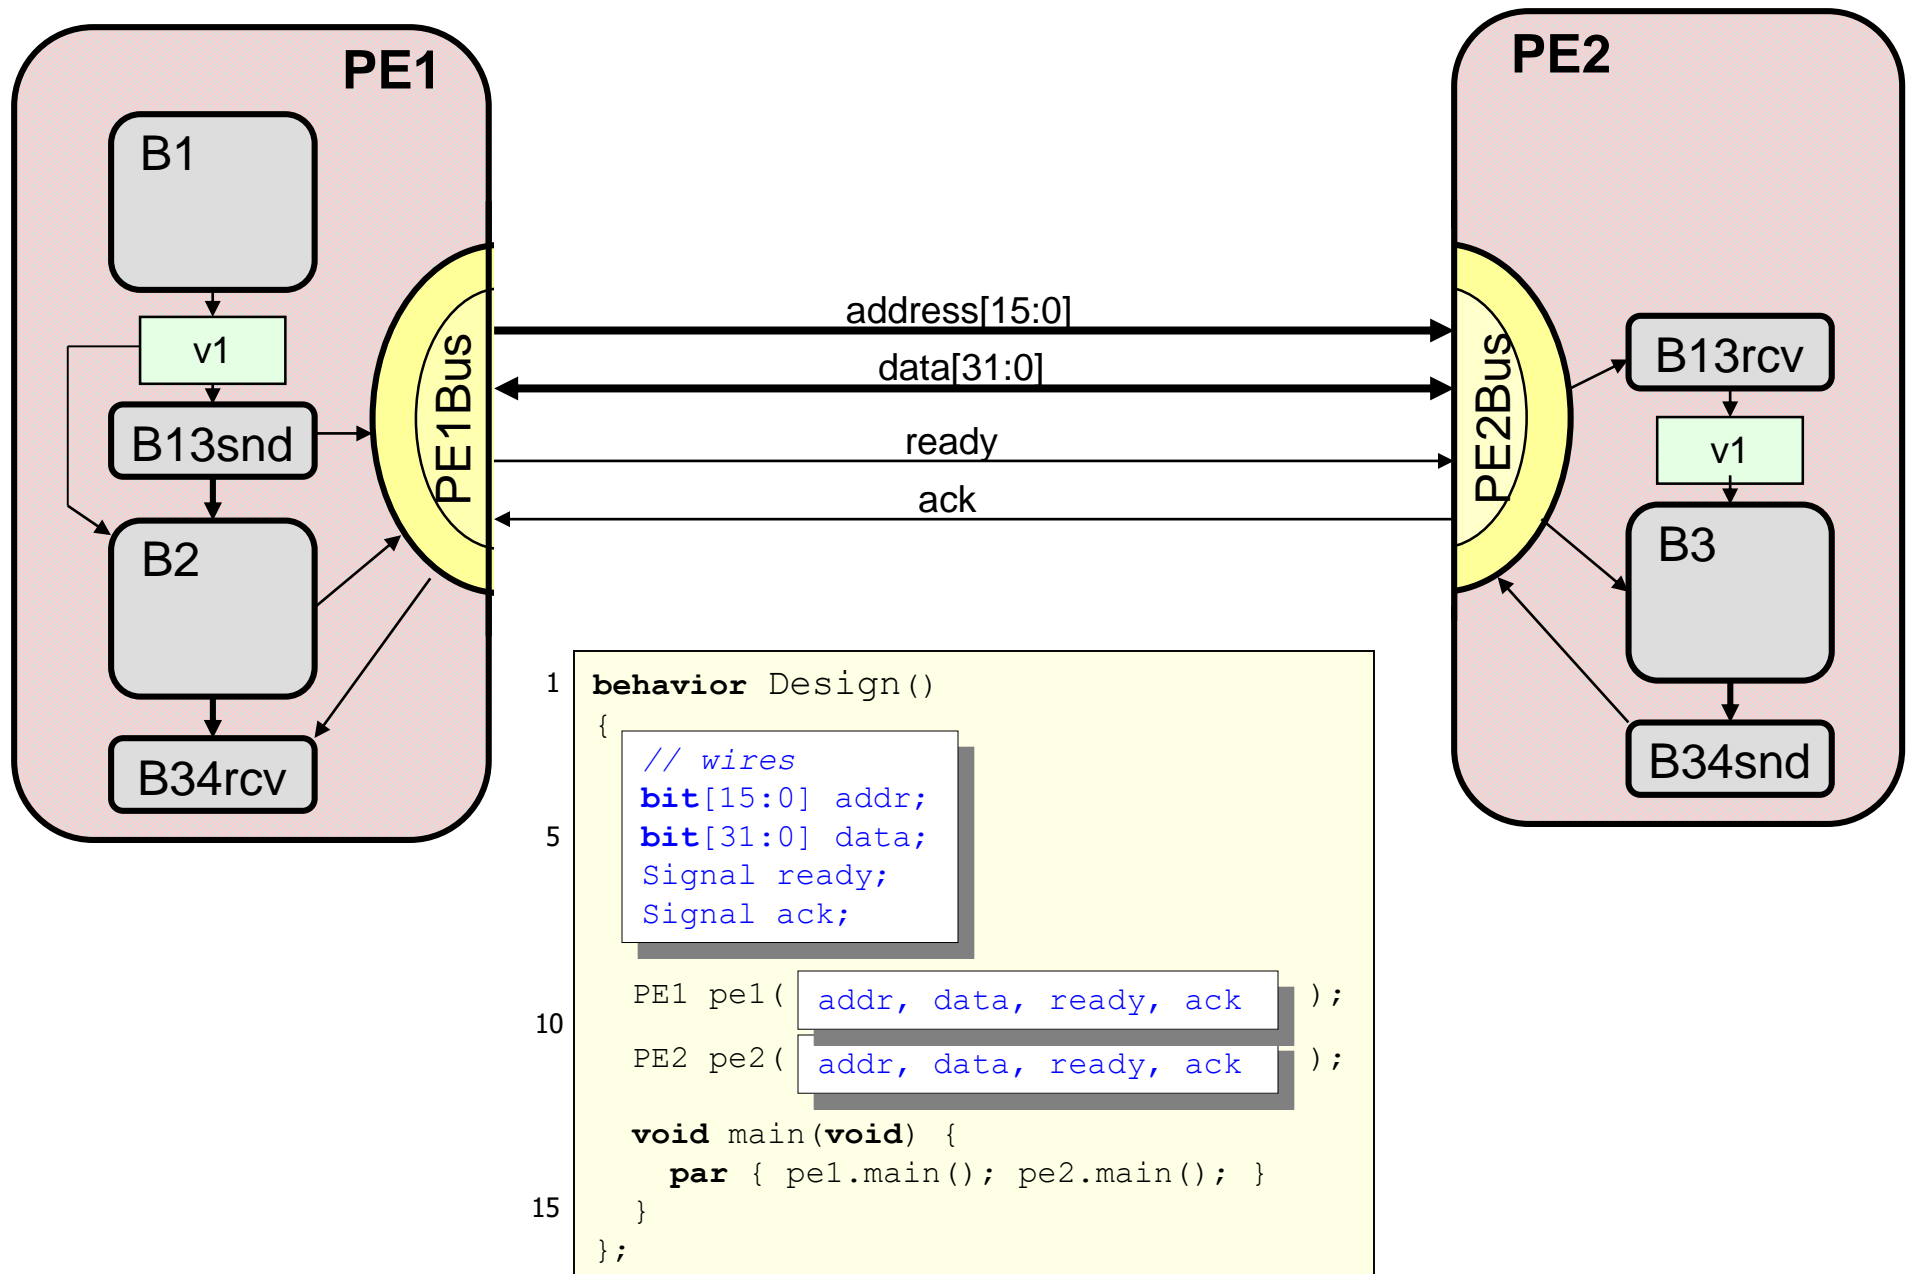 PE1
B1
v1
B13snd
B2
B34rcv
PE1Bus
address[15:0]
data[31:0]
ready
ack
PE2
PE2Bus
B13rcv
v1
B3
B34snd
1 behavior Design()
{
// wires
bit[15:0] addr;
5 bit[31:0] data;
Signal ready;
Signal ack;
PE1 pe1( addr, data, ready, ack );
10
PE2 pe2( addr, data, ready, ack );
void main(void) {
par { pe1.main(); pe2.main(); }
15 }
};